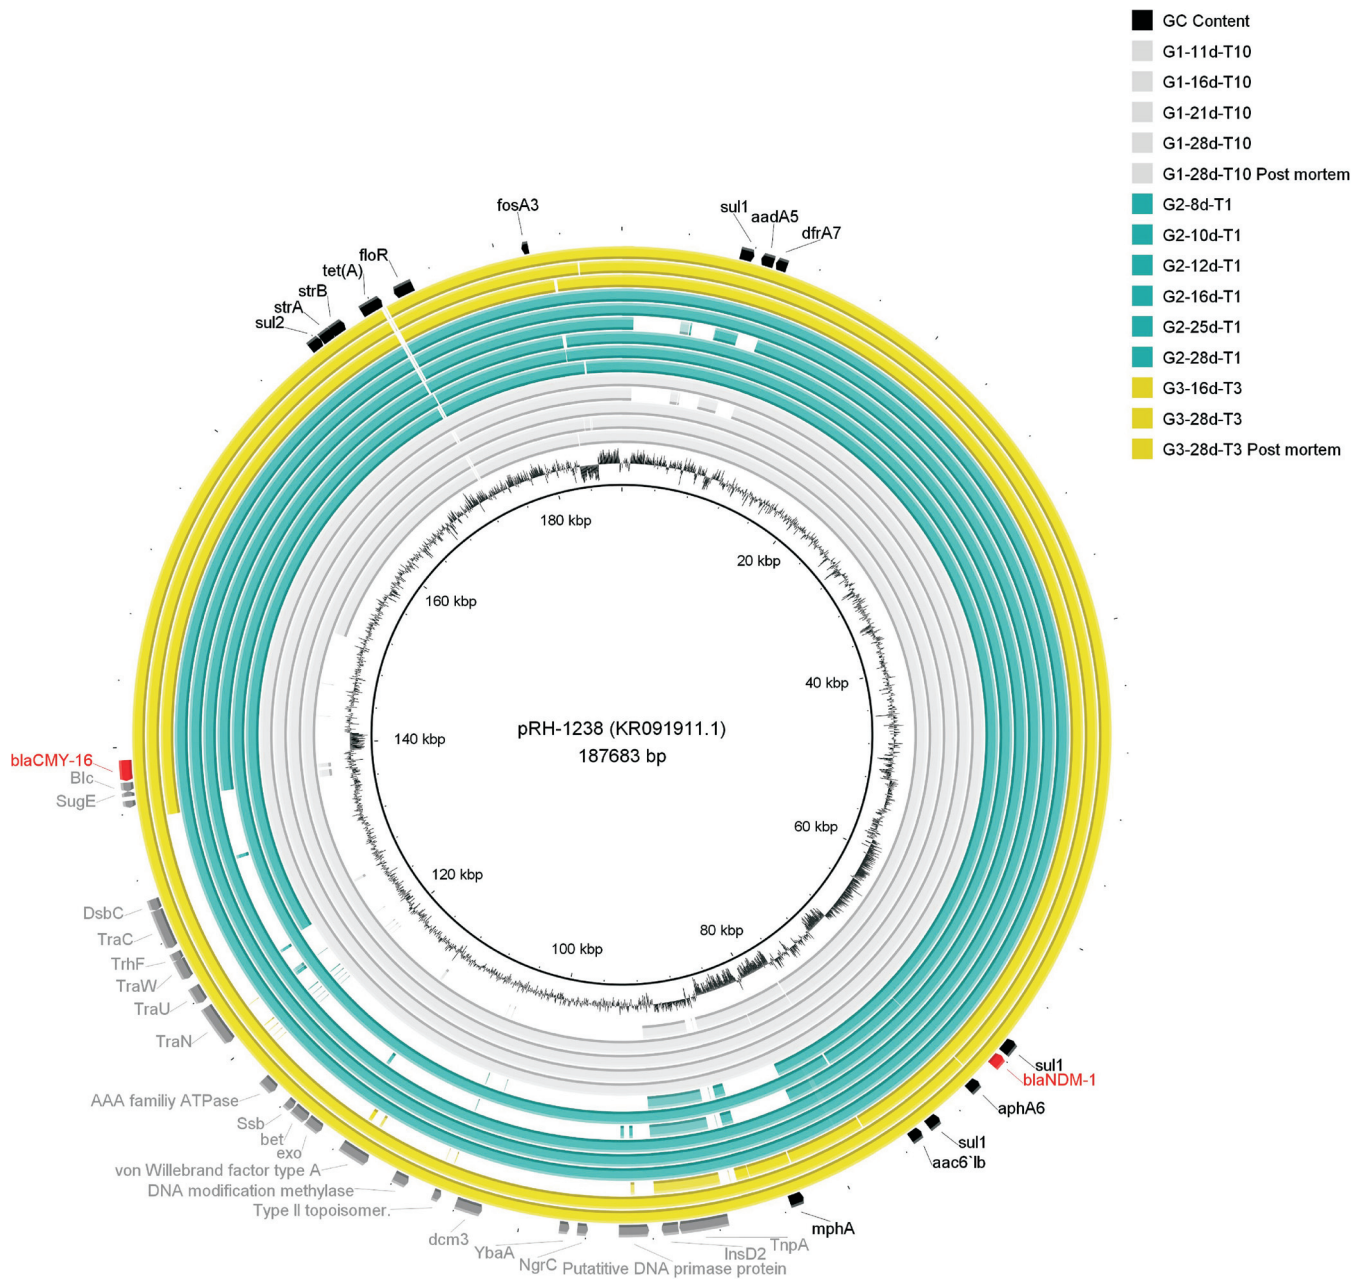 GC Content
G1-11d-T10
G1-16d-T10
G1-21d-T10
G1-28d-T10
G1-28d-T10 Post mortem
G2-8d-T1
G2-10d-T1
G2-12d-T1
G2-16d-T1
G2-25d-T1
G2-28d-T1
G3-16d-T3
G3-28d-T3
G3-28d-T3 Post mortem
fosA3
sul1
aadA5
dfrA7
floR
tet(A)
strB
strA
sul2
180 kbp
20 kbp
160 kbp
40 kbp
pRH-1238 (KR091911.1)
187683 bp
140 kbp
60 kbp
120 kbp
80 kbp
100 kbp
blaCMY-16
Blc
SugE
DsbC
TraC
TrhF
TraW
TraU
TraN
AAA familiy ATPase
Ssb
bet
exo
von Willebrand factor type A
DNA modification methylase
Type II topoisomer.
dcm3
YbaA
NgrC
Putatitive DNA primase protein
InsD2
TnpA
mphA
aac6`Ib
sul1
aphA6
blaNDM-1
sul1